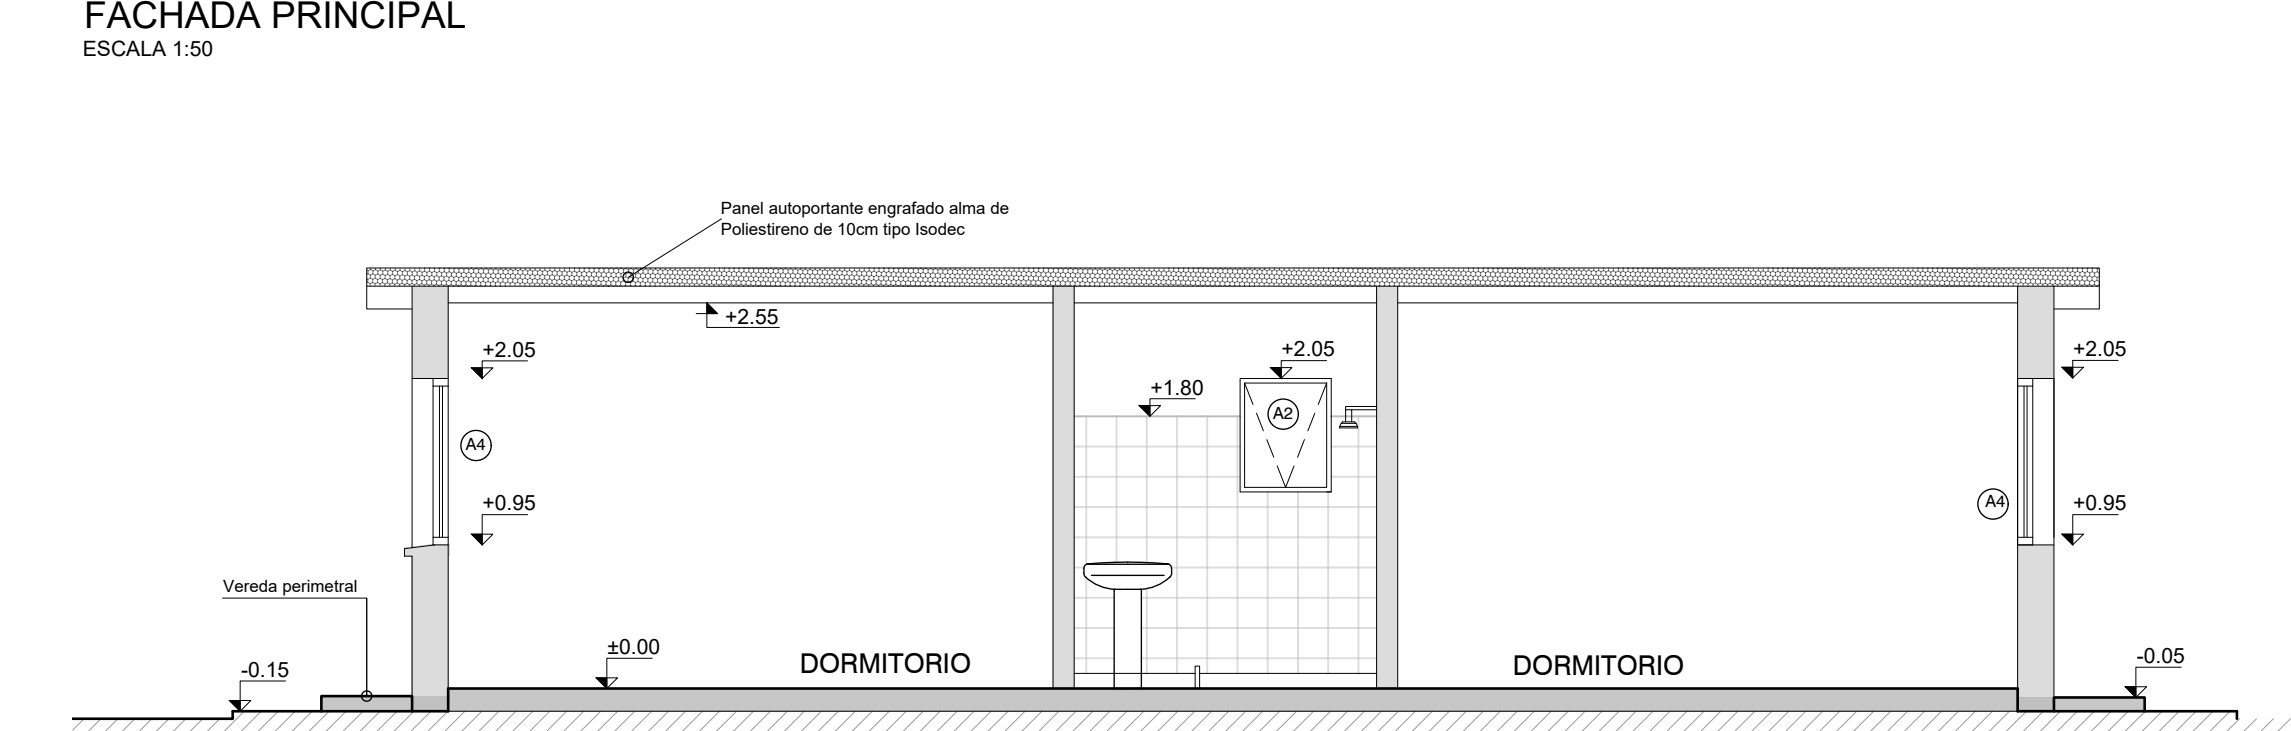 FACHADA PRINCIPAL
ESCALA 1:50
Panel autoportante engrafado alma de
Poliestireno de 10cm tipo Isodec
+2.55
+2.05
+2.05
+2.05
+1.80
A2
A4
+0.95
A4
+0.95
Vereda perimetral
±0.00
DORMITORIO
DORMITORIO
-0.15
-0.05